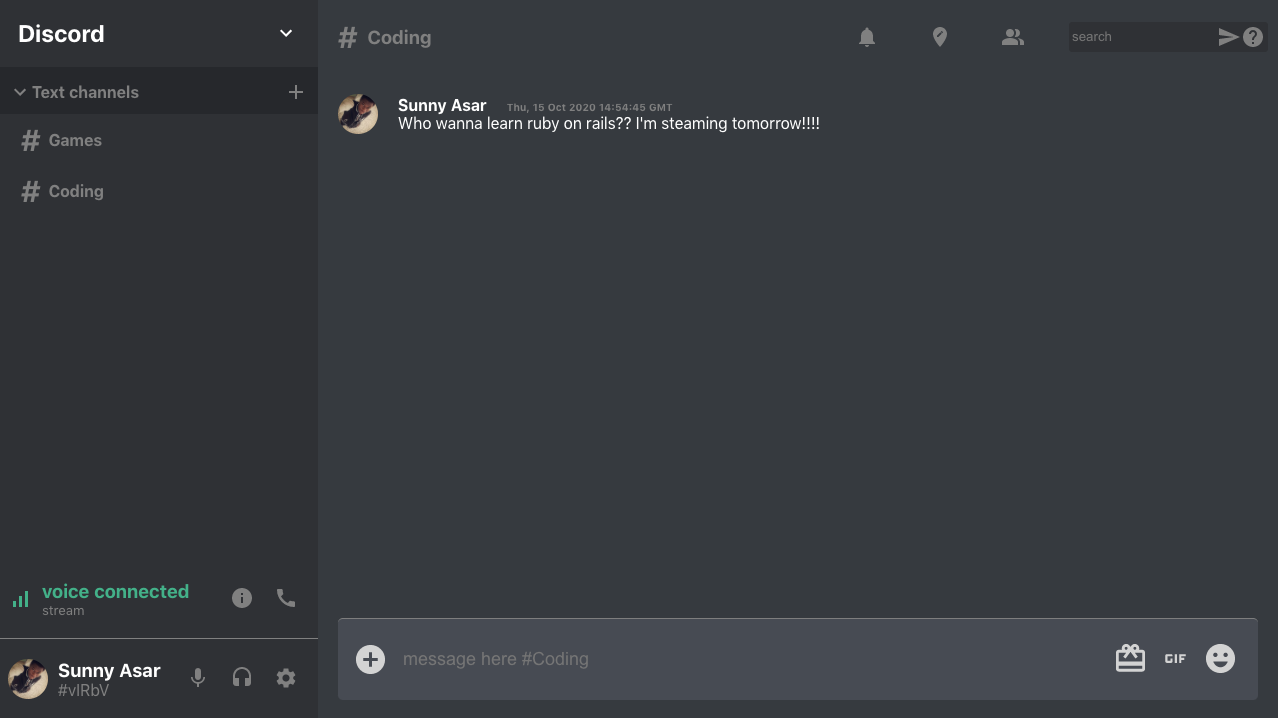 Discord
Text channels
# Games
# Coding
voice connected
stream
Sunny Asar
#vlRbV
# Coding
search
Sunny Asar Thu, 15 Oct 2020 14:54:45 GMT
Who wanna learn ruby on rails?? I'm steaming tomorrow!!!!
message here #Coding
GIF